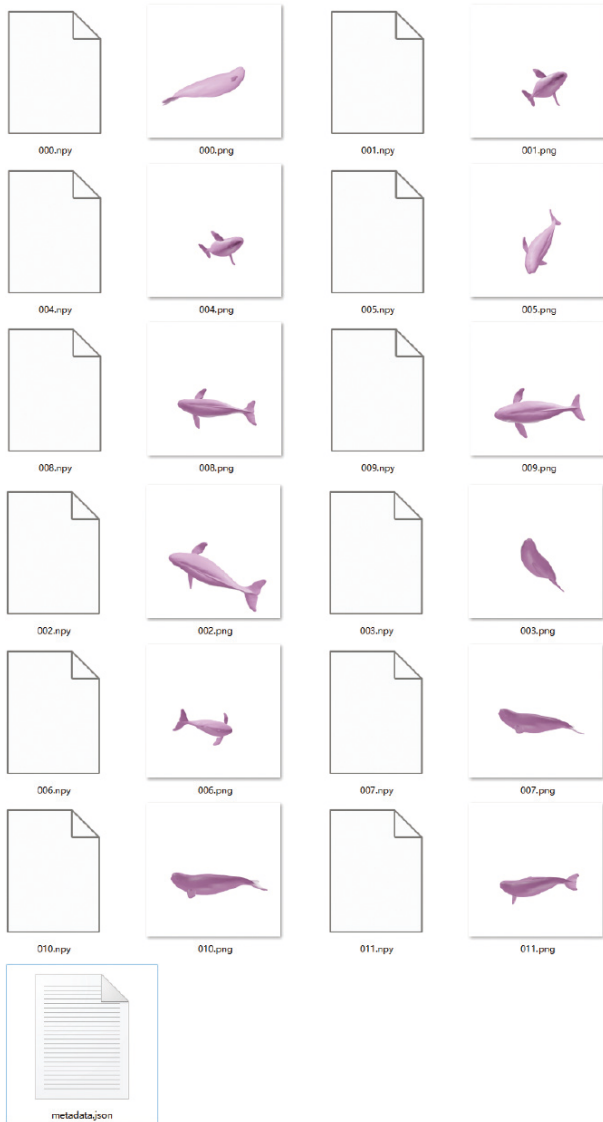 000.npy 000.png 001.npy 001.png
004.npy 004.png 005.npy 005.png
008.npy 008.png 009.npy 009.png
002.npy 002.png 003.npy 003.png
006.npy 006.png 007.npy 007.png
010.npy 010.png 011.npy 011.png
metadata.json